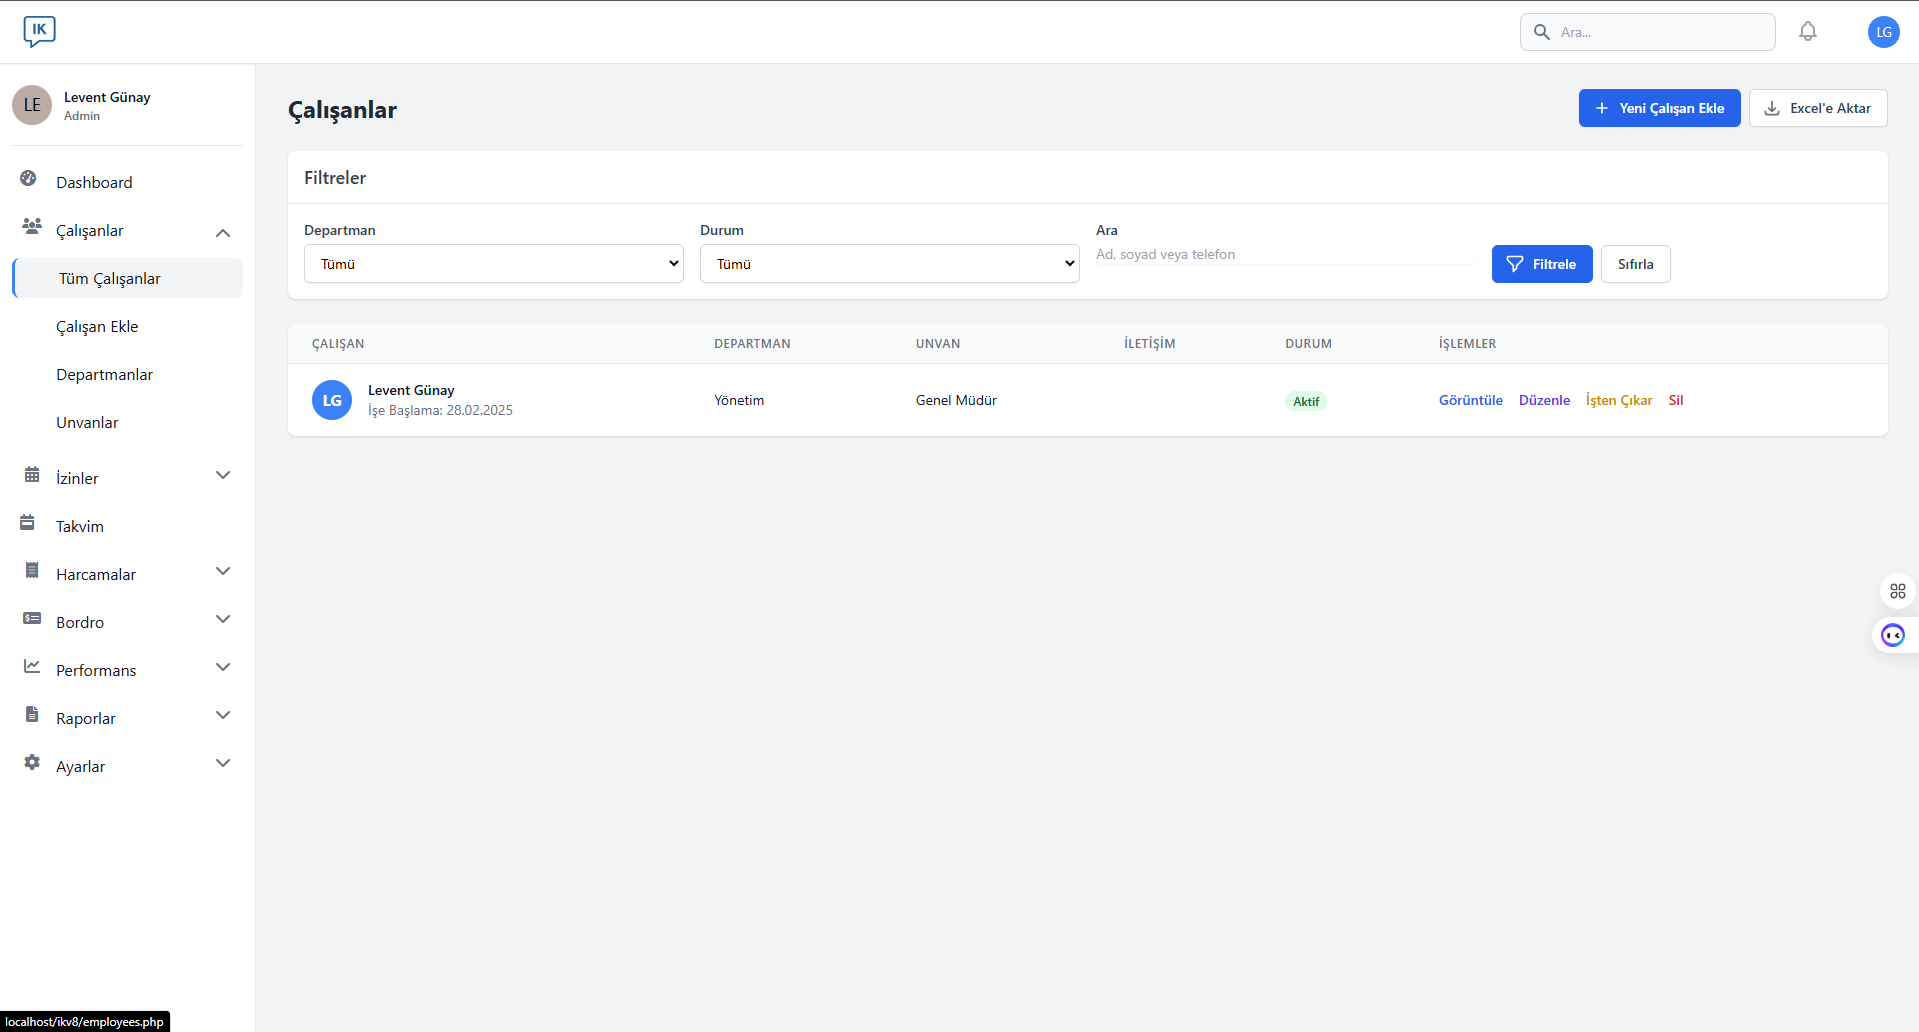 IK
Ara...
LG
LE
Levent Günay
Admin
Dashboard
Çalışanlar
Tüm Çalışanlar
Çalışan Ekle
Departmanlar
Unvanlar
İzinler
Takvim
Harcamalar
Bordro
Performans
Raporlar
Ayarlar
Çalışanlar
Yeni Çalışan Ekle
Excel'e Aktar
Filtreler
Departman
Durum
Ara
Tümü
Tümü
Ad, soyad veya telefon
Filtrele
Sıfırla
ÇALIŞAN DEPARTMAN UNVAN İLETİŞİM DURUM İŞLEMLER
LG
Levent Günay
İşe Başlama: 28.02.2025
Yönetim
Genel Müdür
Aktif
Görüntüle Düzenle İşten Çıkar Sil
localhost/ikv8/employees.php